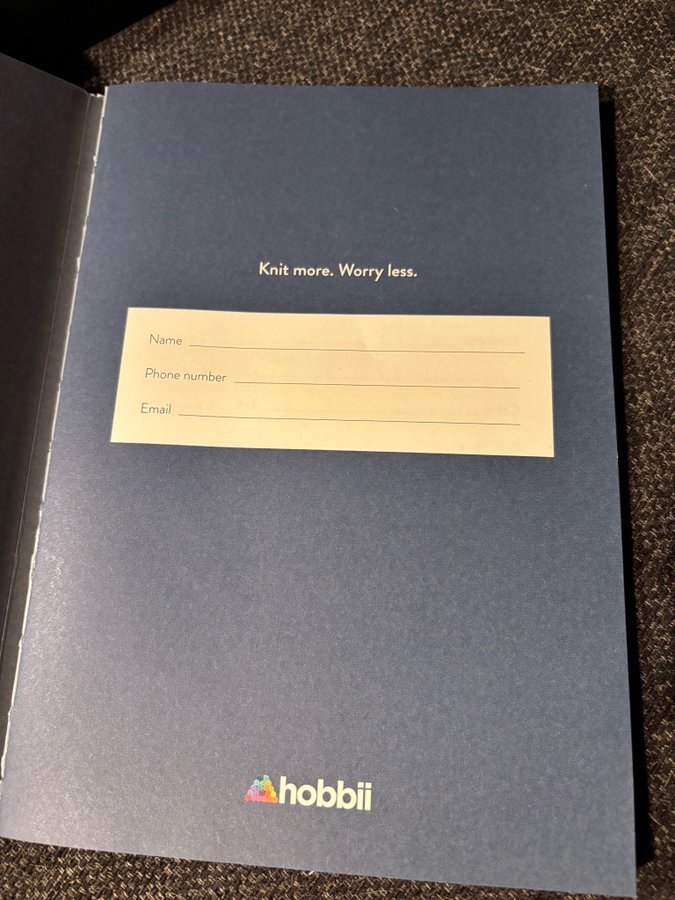 Knit more. Worry less.
Name
Phone number
Email
hobbii